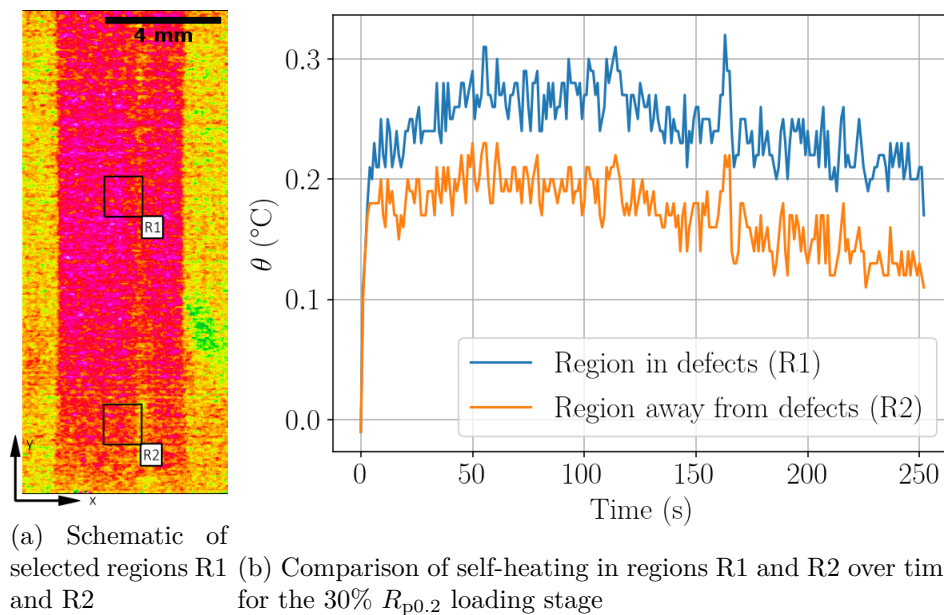 4 mm
R1
R2
Y
X
(a) Schematic of
selected regions R1
and R2
θ (°C)
0.3
0.2
0.1
0.0
Region in defects (R1)
Region away from defects (R2)
0 50 100 150 200 250
Time (s)
(b) Comparison of self-heating in regions R1 and R2 over tim
for the 30% Rp0.2 loading stage